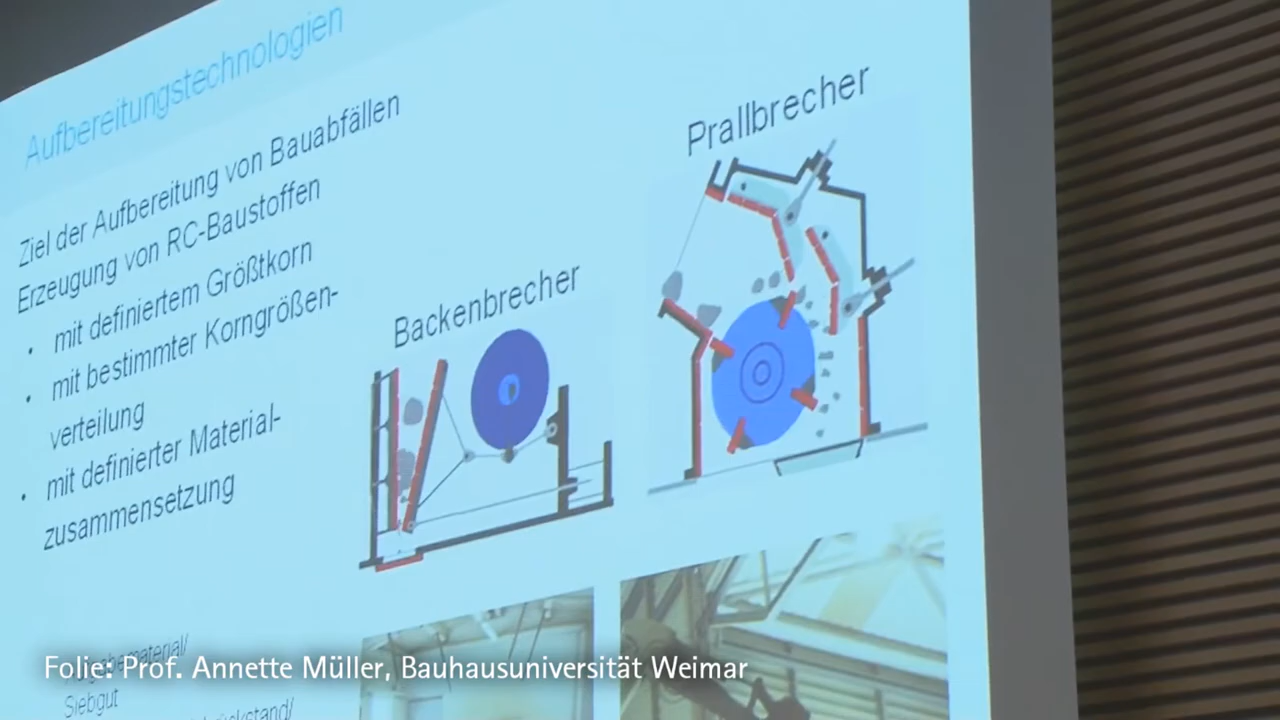 Aufbereitungstechnologien
Ziel der Aufbereitung von Bauabfällen
Erzeugung von RC-Baustoffen
• mit definiertem Größtkorn
• mit bestimmter Korngrößen-
verteilung
• mit definierter Material-
zusammensetzung
Backenbrecher
Prallbrecher
Folie: Prof. Annette Müller, Bauhausuniversität Weimar
Siebgut